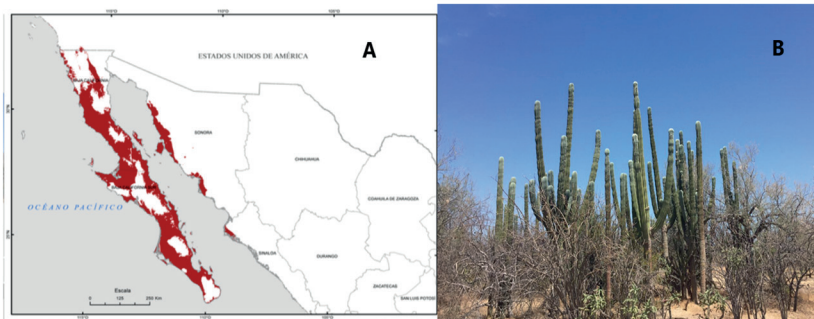 A
ESTADOS UNIDOS DE AMÉRICA
SONORA
CHIHUAHUA
COAHUILA DE ZARAGOZA
OCÉANO PACÍFICO
SINALOA
DURANGO
ZACATECAS
SAN LUIS POTOSÍ
Escala
0 125 250 Km
B